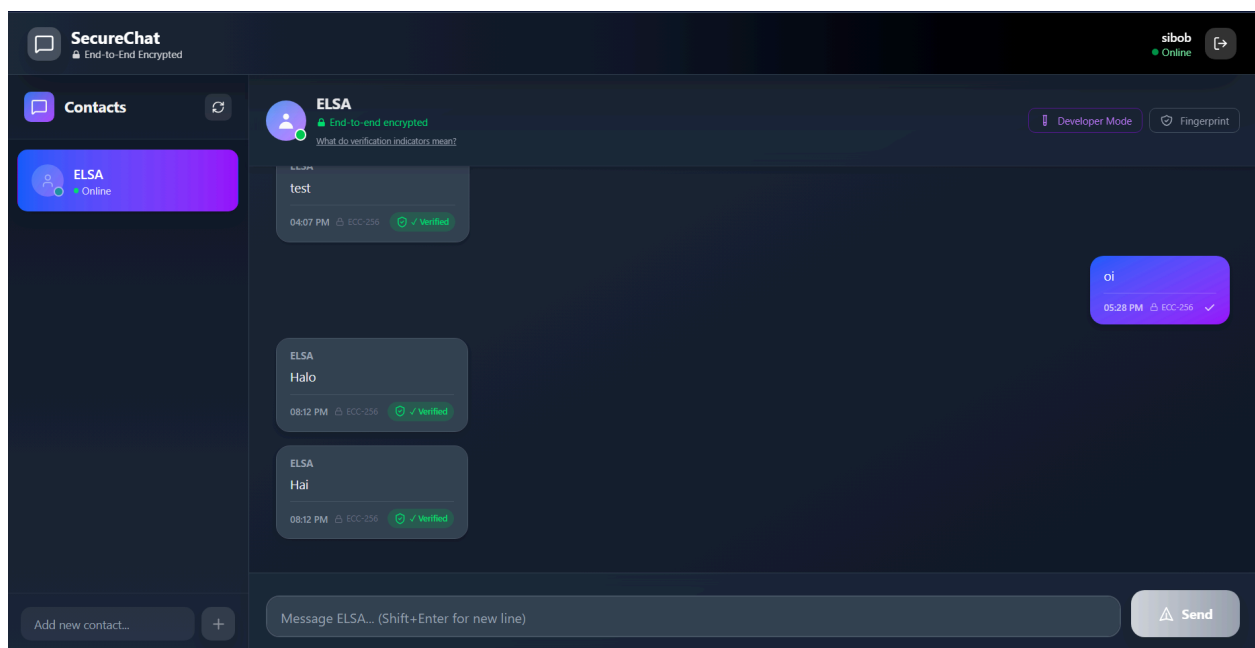 SecureChat
End-to-End Encrypted
sibob
Online
Contacts
ELSA
Online
Add new contact...
ELSA
End-to-end encrypted
What do verification indicators mean?
Developer Mode
Fingerprint
ELSA
test
04:07 PM ECC-256 ✓ Verified
oi
05:28 PM ECC-256
ELSA
Halo
08:12 PM ECC-256 ✓ Verified
ELSA
Hai
08:12 PM ECC-256 ✓ Verified
Message ELSA... (Shift+Enter for new line)
Send